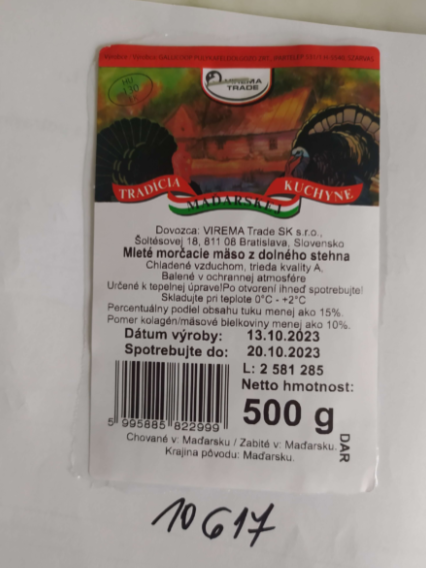 VIREMA
TRADE
TRADÍCIA
MAĎARSKEJ
KUCHYNE
Dovozca: VIREMA Trade SK s.r.o.,
Šoltésovej 18, 811 08 Bratislava, Slovensko
Mleté morčacie mäso z dolného stehna
Chladené vzduchom, trieda kvality A.
Balené v ochrannej atmosfére
Určené k tepelnej úprave!Po otvorení ihneď spotrebujte!
Skladujte pri teplote 0°C - +2°C
Percentuálny podiel obsahu tuku menej ako 15%.
Pomer kolagén/mäsové bielkoviny menej ako 10%.
Dátum výroby: 13.10.2023
Spotrebujte do: 20.10.2023
L: 2 581 285
Netto hmotnosť:
500 g
DAR
5 995885 822999
Chované v: Maďarsku / Zabité v: Maďarsku.
Krajina pôvodu: Maďarsku.
10617